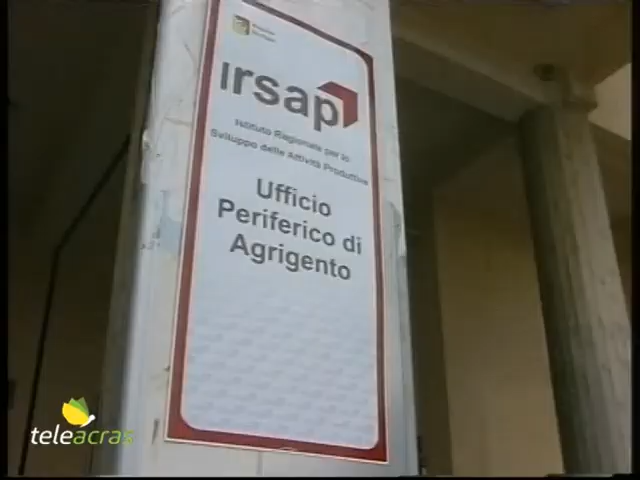 Irsap
Istituto Regionale per lo
Sviluppo delle Attività Produttive
Ufficio
Periferico di
Agrigento
teleacras